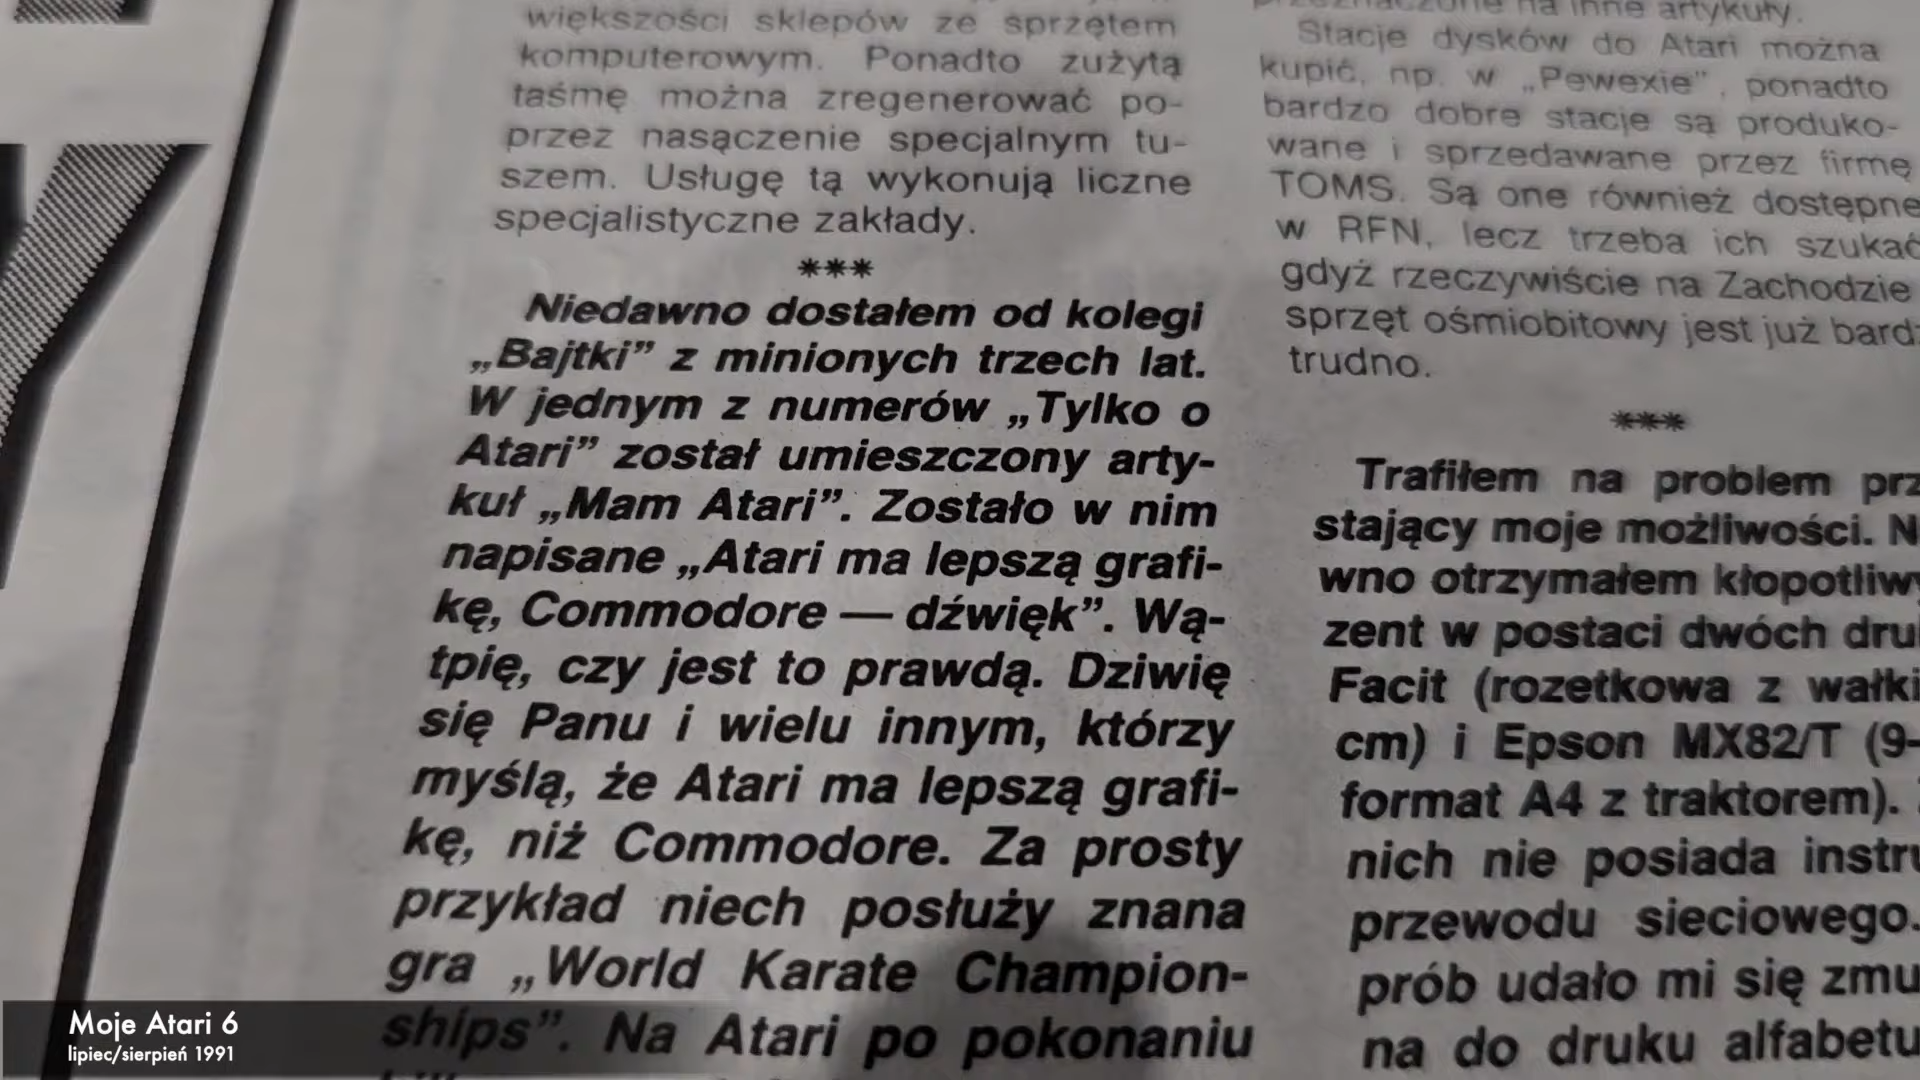 większości sklepów ze sprzętem
komputerowym. Ponadto zużytą
taśmę można zregenerować po-
przez nasączenie specjalnym tu-
szem. Usługę tą wykonują liczne
specjalistyczne zakłady.
***
Niedawno dostałem od kolegi
„Bajtki” z minionych trzech lat.
W jednym z numerów „Tylko o
Atari” został umieszczony arty-
kuł „Mam Atari”. Zostało w nim
napisane „Atari ma lepszą grafi-
kę, Commodore — dźwięk”. Wą-
tpię, czy jest to prawdą. Dziwię
się Panu i wielu innym, którzy
myślą, że Atari ma lepszą grafi-
kę, niż Commodore. Za prosty
przykład niech posłuży znana
gra „World Karate Champion-
ships”. Na Atari po pokonaniu
na inne artykuły.
Stacje dysków do Atari można
kupić, np. w „Pewexie”, ponadto
bardzo dobre stacje są produko-
wane i sprzedawane przez firmę
TOMS. Są one również dostępne
w RFN, lecz trzeba ich szukać
gdyż rzeczywiście na Zachodzie
sprzęt ośmiobitowy jest już bard
trudno.
***
Trafiłem na problem prz
stający moje możliwości. N
wno otrzymałem kłopotliwy
zent w postaci dwóch dru
Facit (rozetkowa z wałki
cm) i Epson MX82/T (9-
format A4 z traktorem).
nich nie posiada instru
przewodu sieciowego.
prób udało mi się zmu
na do druku alfabetu
Moje Atari 6
lipiec/sierpień 1991